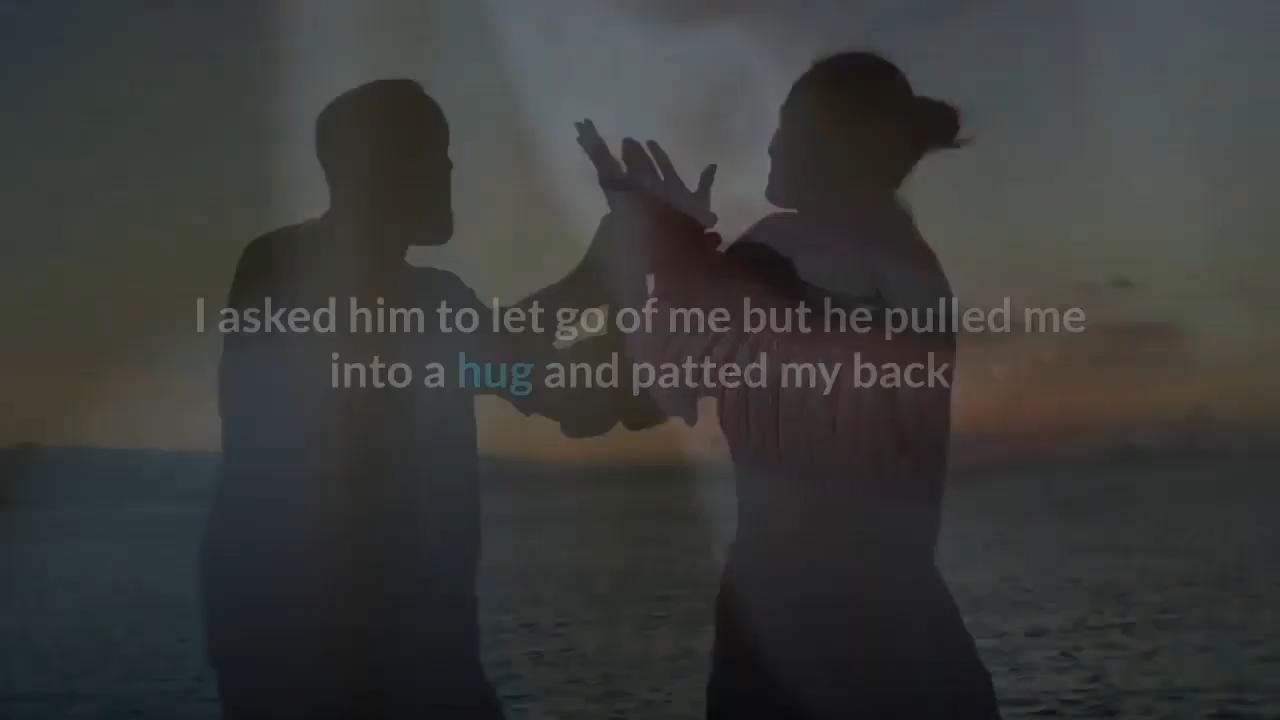 I asked him to let go of me but he pulled me
into a hug and patted my back